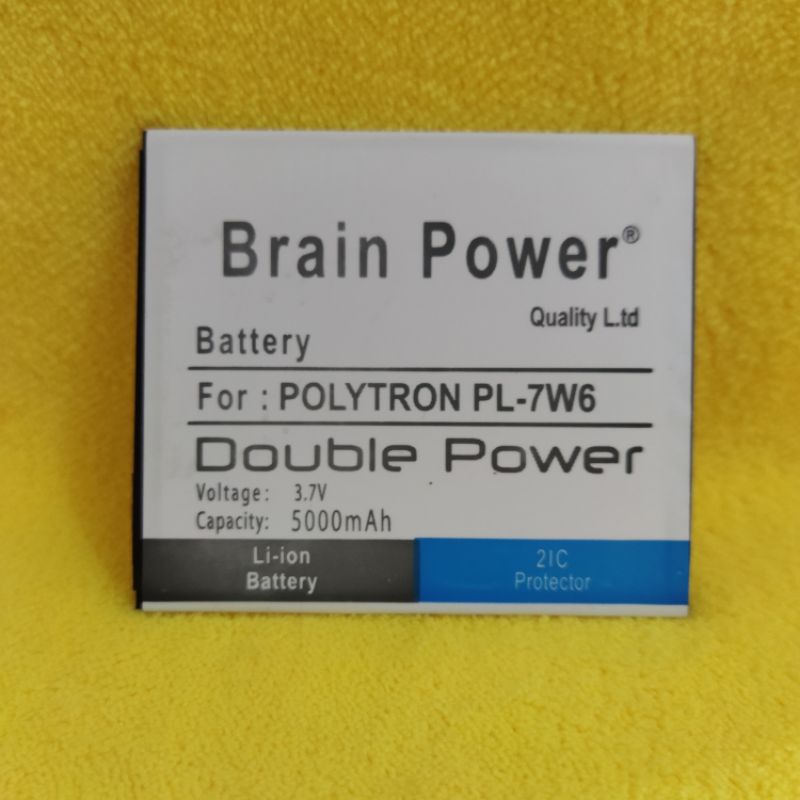 Brain Power®
Quality L.td
Battery
For : POLYTRON PL-7W6
Double Power
Voltage: 3.7V
Capacity: 5000mAh
Li-ion
Battery
2IC
Protector